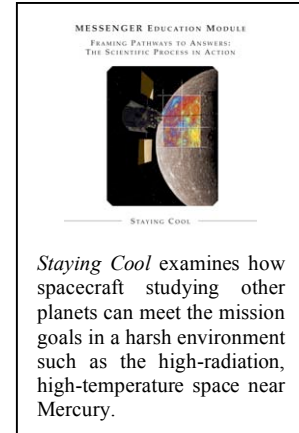 MESSENGER EDUCATION MODULE
FRAMING PATHWAYS TO ANSWERS:
THE SCIENTIFIC PROCESS IN ACTION
STAYING COOL
Staying Cool examines how
spacecraft studying other
planets can meet the mission
goals in a harsh environment
such as the high-radiation,
high-temperature space near
Mercury.